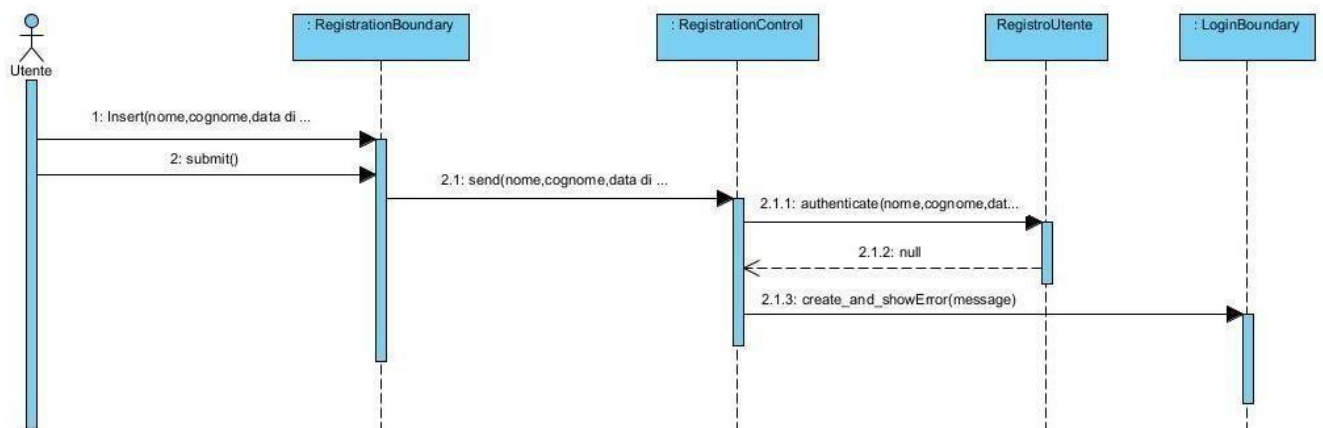 : RegistrationBoundary
: RegistrationControl
RegistroUtente
: LoginBoundary
Utente
1: Insert(nome,cognome,data di ...
2: submit()
2.1: send(nome,cognome,data di ...
2.1.1: authenticate(nome,cognome,dat...
2.1.2: null
2.1.3: create_and_showError(message)